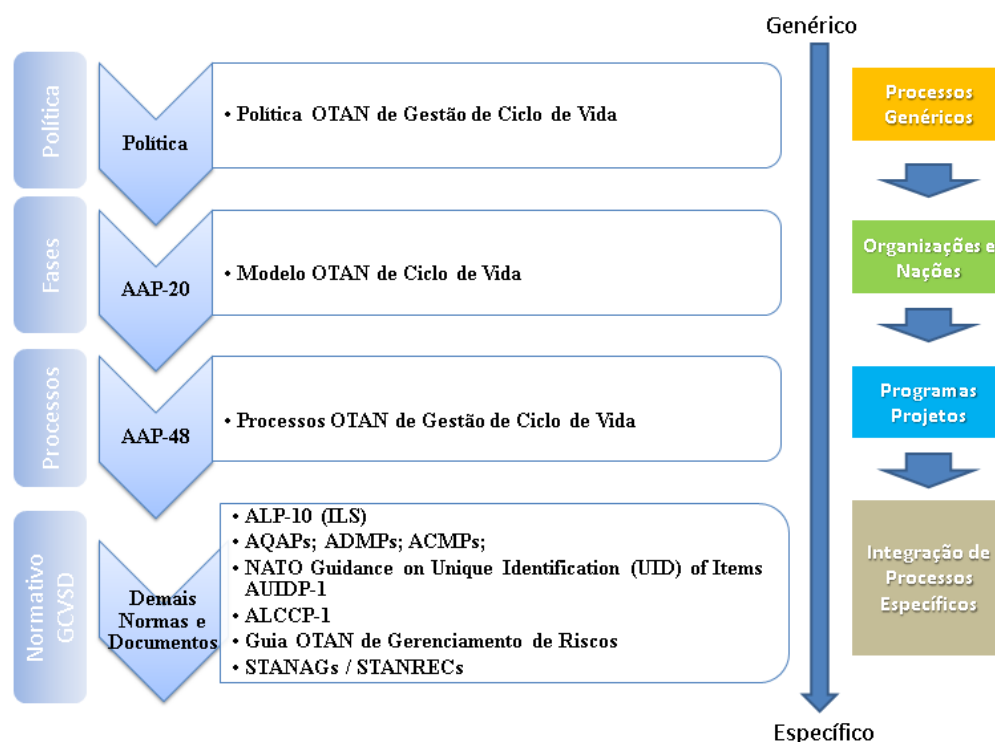 Genérico
Política
Política
• Política OTAN de Gestão de Ciclo de Vida
Processos
Genéricos
Fases
AAP-20
• Modelo OTAN de Ciclo de Vida
Organizações e
Nações
Processos
AAP-48
• Processos OTAN de Gestão de Ciclo de Vida
Programas
Projetos
Normativo
GCVSD
Demais
Normas e
Documentos
• ALP-10 (ILS)
• AQAPs; ADMPs; ACMPs;
• NATO Guidance on Unique Identification (UID) of Items
AUIDP-1
• ALCCP-1
• Guia OTAN de Gerenciamento de Riscos
• STANAGs / STANRECs
Integração de
Processos
Específicos
Específico